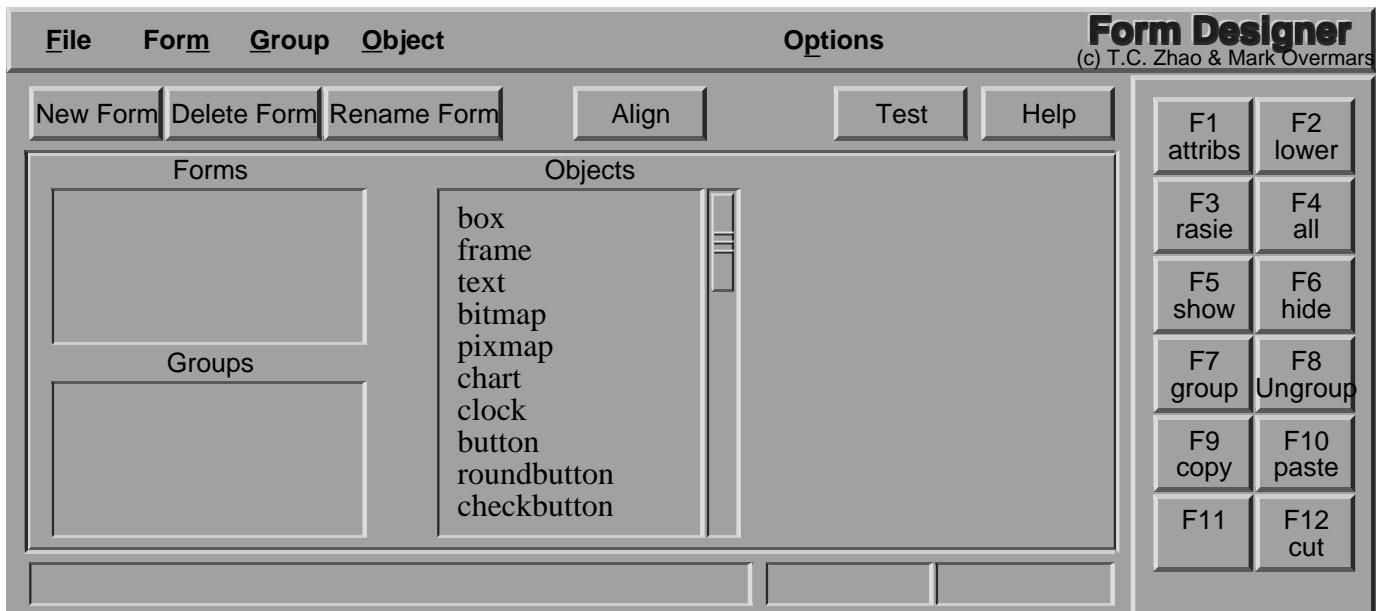 File Form Group Object Options
Form Designer
(c) T.C. Zhao & Mark Overmars
New Form Delete Form Rename Form Align Test Help
Forms
Groups
Objects
box
frame
text
bitmap
pixmap
chart
clock
button
roundbutton
checkbutton
F1
attribs
F2
lower
F3
rasie
F4
all
F5
show
F6
hide
F7
group
F8
Ungroup
F9
copy
F10
paste
F11
F12
cut